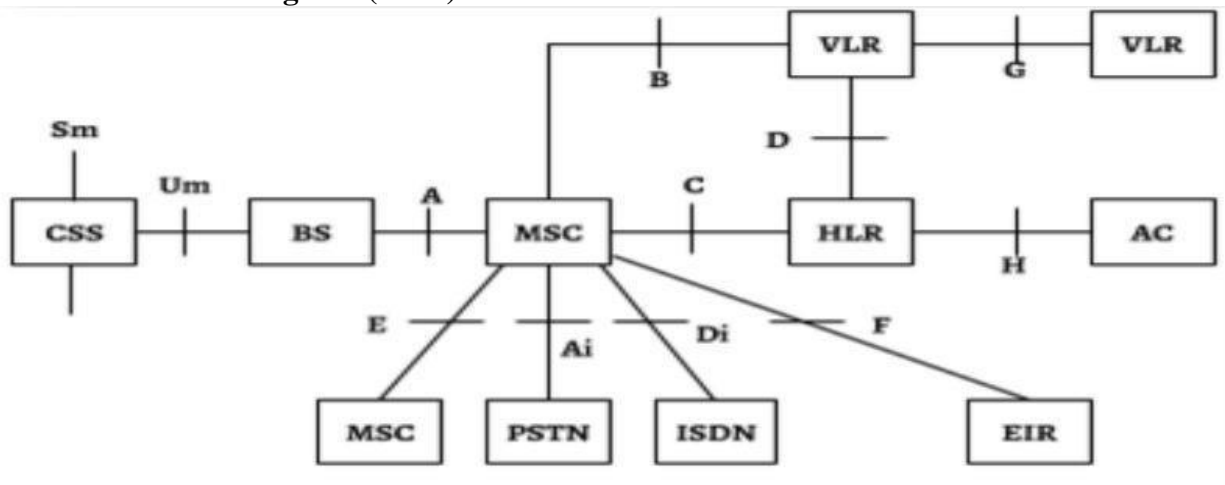 VLR
VLR
B
G
Sm
D
Um
A
C
CSS
BS
MSC
HLR
AC
H
E
F
Ai
Di
MSC
PSTN
ISDN
EIR